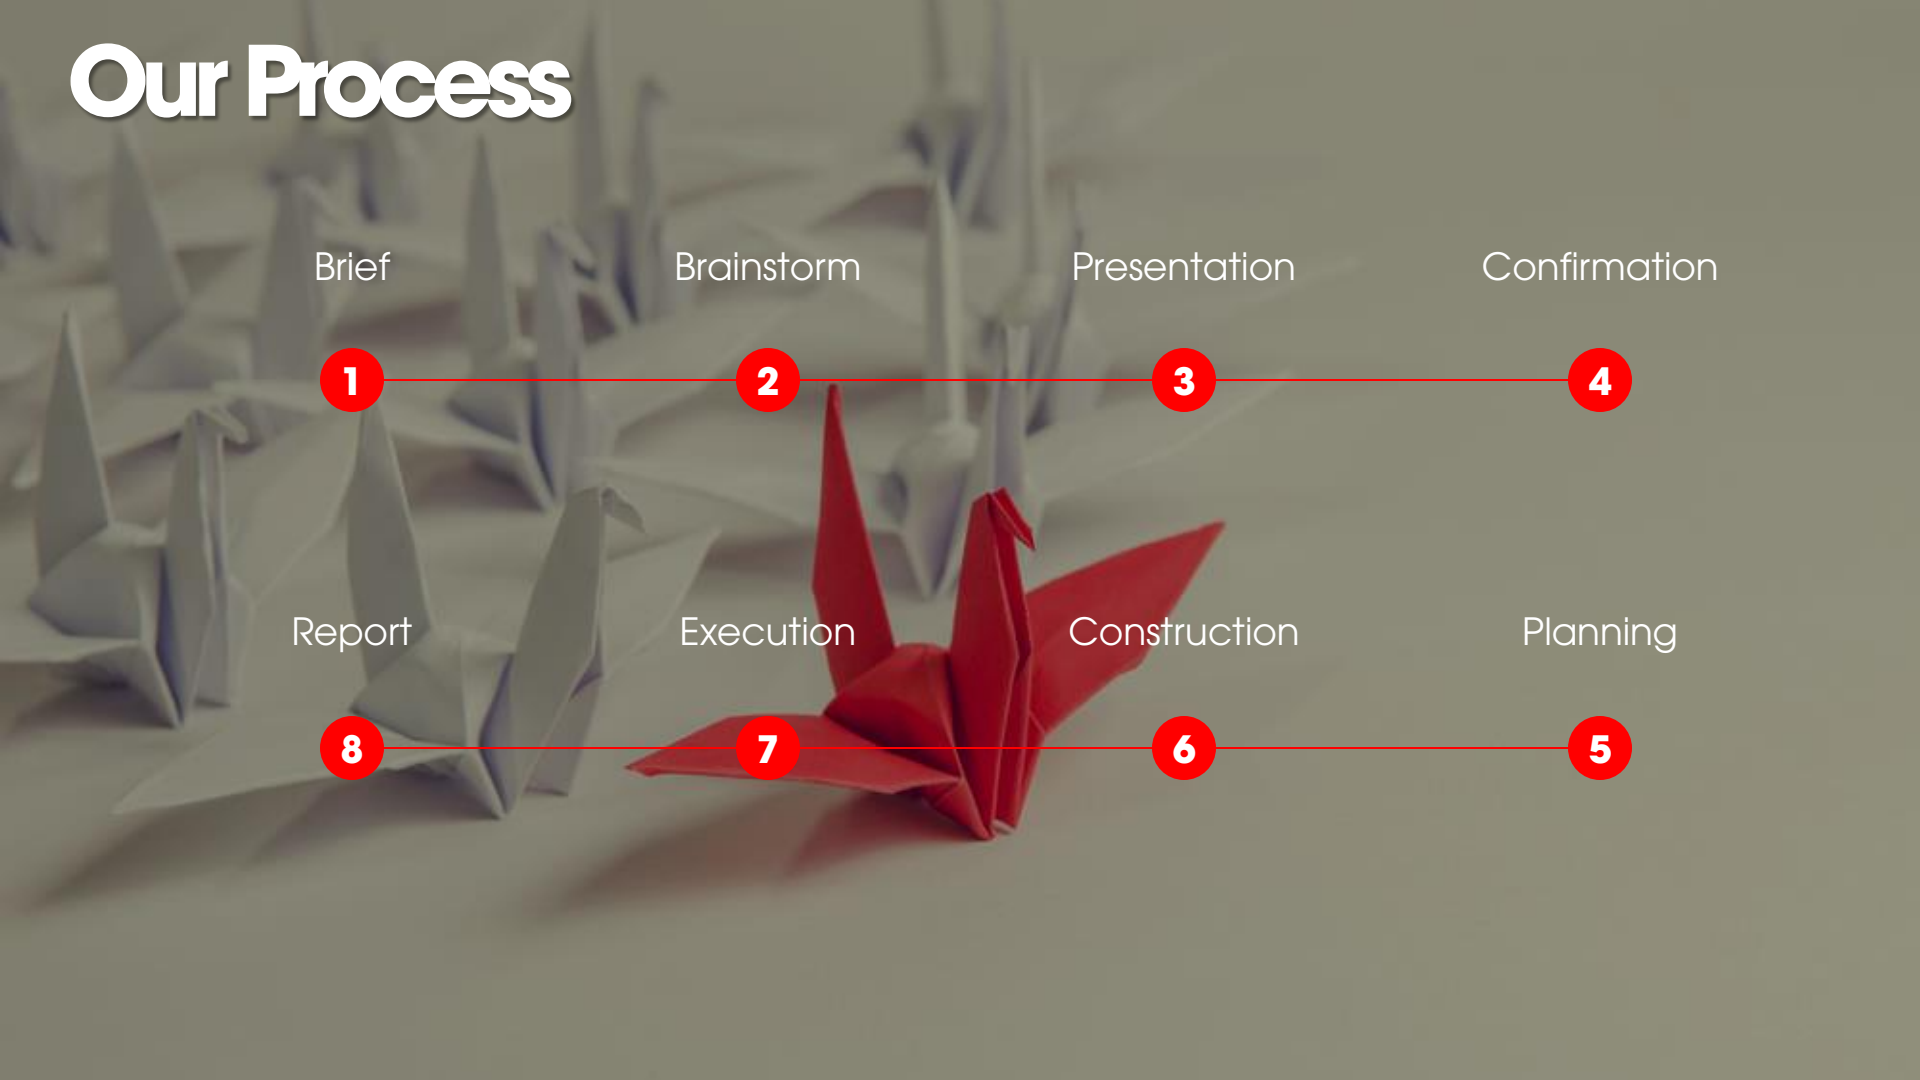 Our Process
Brief
Brainstorm
Presentation
Confirmation
1
2
3
4
Report
Execution
Construction
Planning
8
7
6
5